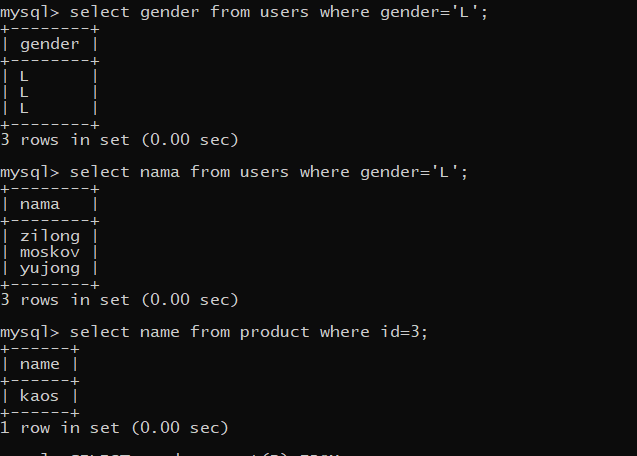 mysql> select gender from users where gender='L';
+--------+
| gender |
+--------+
| L      |
| L      |
| L      |
+--------+
3 rows in set (0.00 sec)
mysql> select nama from users where gender='L';
+--------+
| nama   |
+--------+
| zilong |
| moskov |
| yujong |
+--------+
3 rows in set (0.00 sec)
mysql> select name from product where id=3;
+------+
| name |
+------+
| kaos |
+------+
1 row in set (0.00 sec)